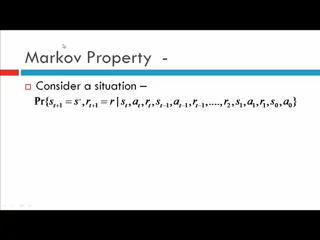 Markov Property -
Consider a situation –
Pr{s_{t+1} = s', r_{t+1} = r | s_t, a_t, r_t, s_{t-1}, a_{t-1}, r_{t-1}, ...., r_2, s_1, a_1, r_1, s_0, a_0}